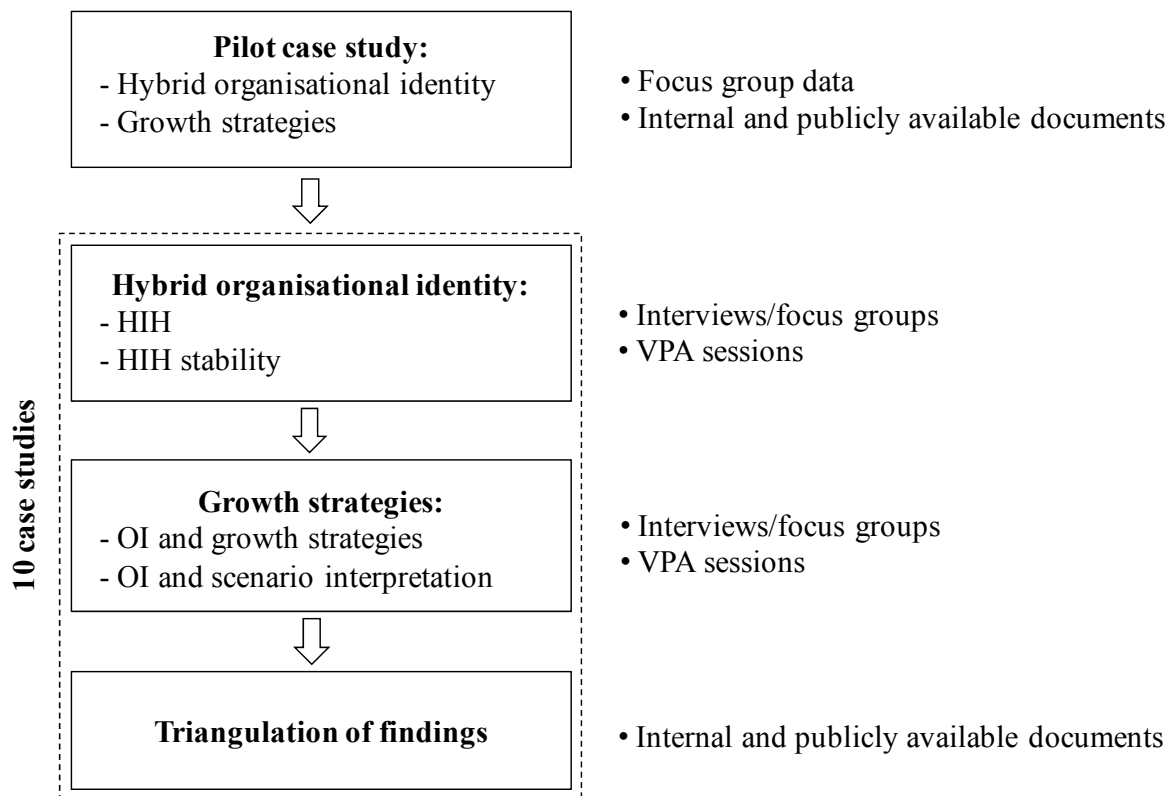 Pilot case study:
- Hybrid organisational identity
- Growth strategies
• Focus group data
• Internal and publicly available documents
10 case studies
Hybrid organisational identity:
- HIH
- HIH stability
• Interviews/focus groups
• VPA sessions
Growth strategies:
- OI and growth strategies
- OI and scenario interpretation
• Interviews/focus groups
• VPA sessions
Triangulation of findings
• Internal and publicly available documents